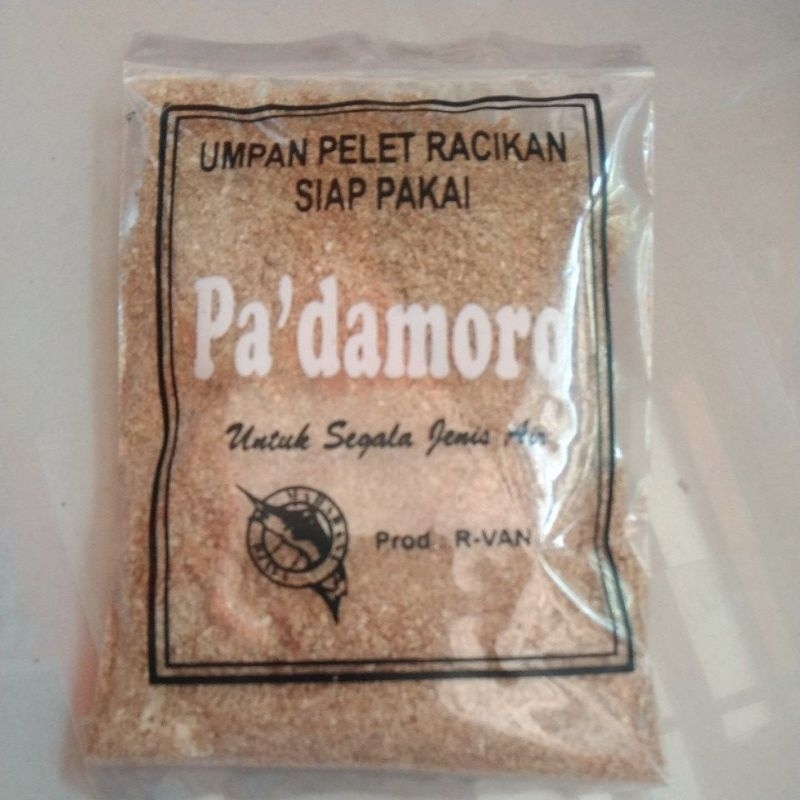 UMPAN PELET RACIKAN
SIAP PAKAI
Pa'damoro
Untuk Segala Jenis Air
Prod : R-VAN